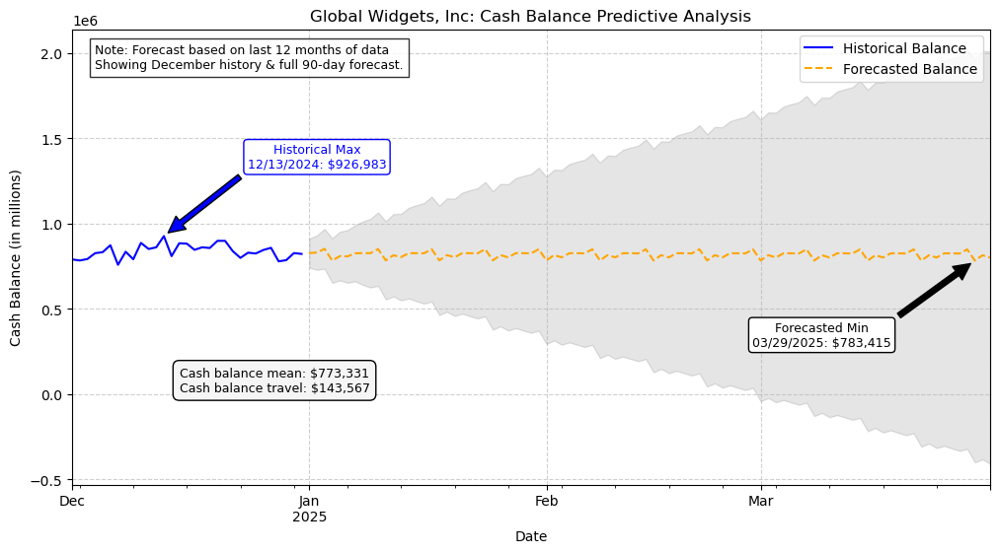 Global Widgets, Inc: Cash Balance Predictive Analysis
1e6
Note: Forecast based on last 12 months of data
Showing December history & full 90-day forecast.
Historical Balance
Forecasted Balance
Historical Max
12/13/2024: $926,983
Forecasted Min
03/29/2025: $783,415
Cash balance mean: $773,331
Cash balance travel: $143,567
Cash Balance (in millions)
2.0
1.5
1.0
0.5
0.0
−0.5
Dec
Jan
2025
Feb
Mar
Date